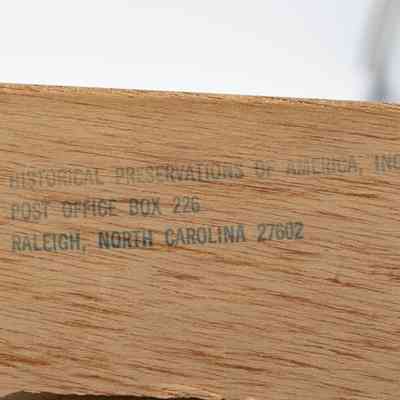 HISTORICAL PRESERVATIONS OF AMERICA, INC
POST OFFICE BOX 226
RALEIGH, NORTH CAROLINA 27602